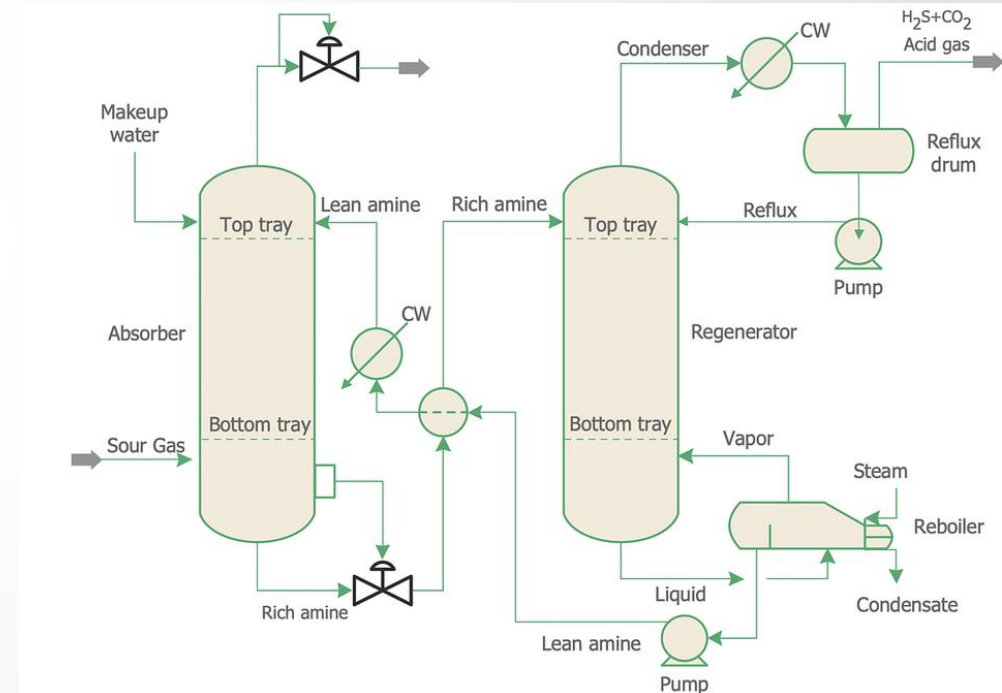 H₂S+CO₂
Acid gas
CW
Condenser
Makeup
water
Reflux
drum
Lean amine
Rich amine
Reflux
Top tray
Top tray
Pump
CW
Absorber
Regenerator
Bottom tray
Bottom tray
Sour Gas
Vapor
Steam
Reboiler
Liquid
Condensate
Rich amine
Lean amine
Pump